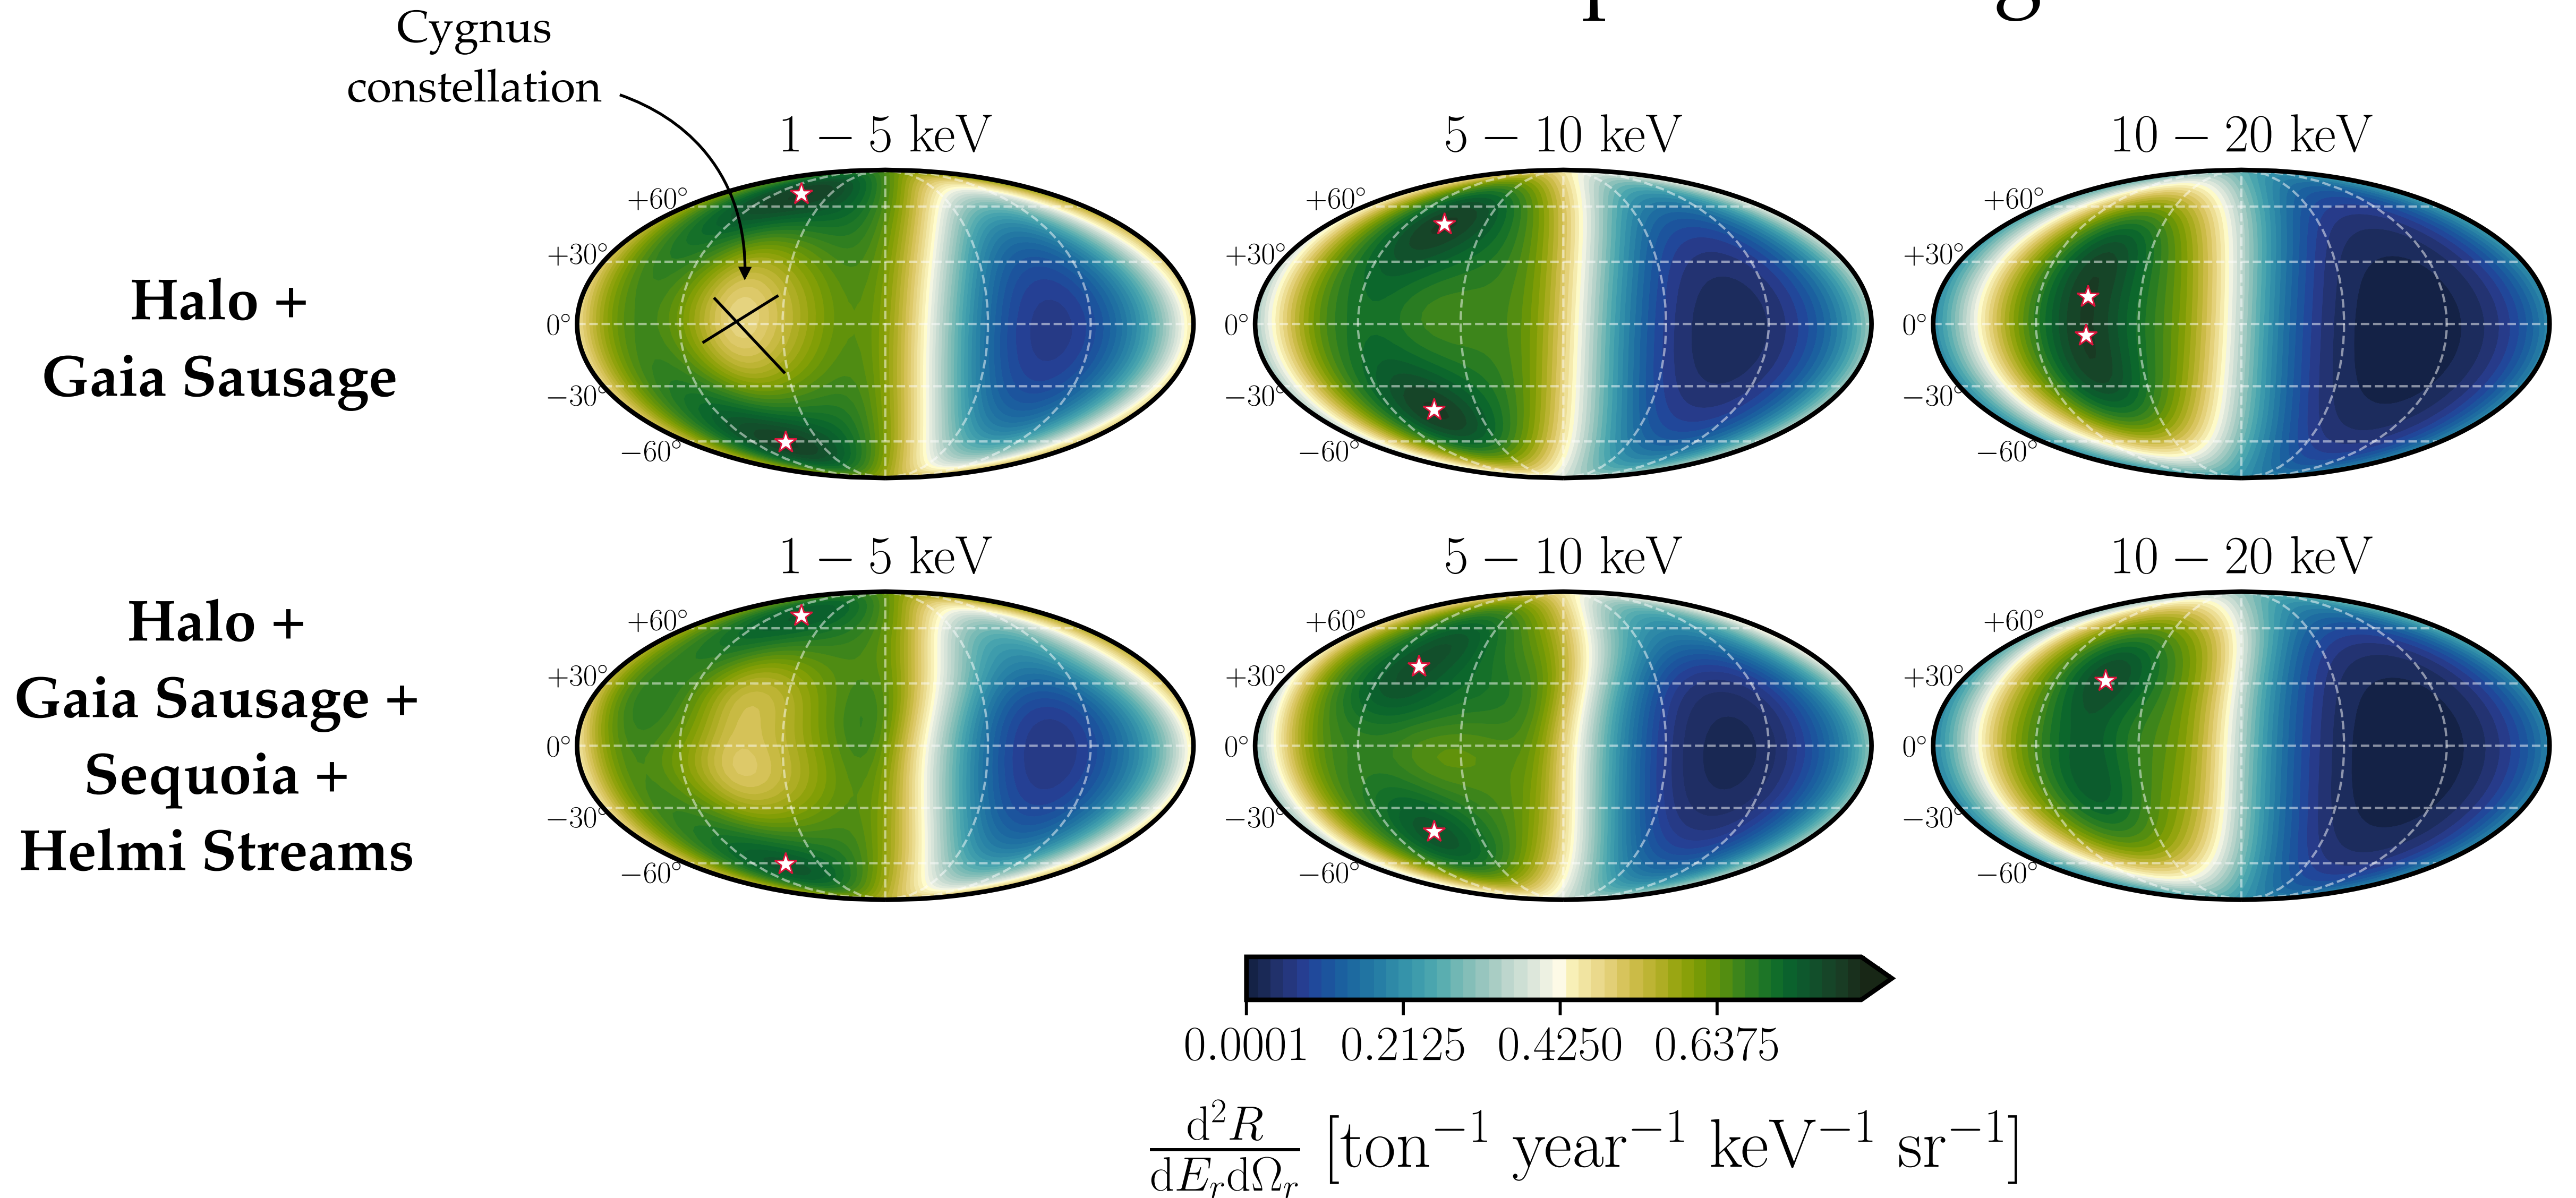 Cygnus
constellation
1 − 5 keV
5 − 10 keV
10 − 20 keV
Halo +
Gaia Sausage
+60°
+30°
0°
−30°
−60°
+60°
+30°
0°
−30°
−60°
+60°
+30°
0°
−30°
−60°
1 − 5 keV
5 − 10 keV
10 − 20 keV
Halo +
Gaia Sausage +
Sequoia +
Helmi Streams
+60°
+30°
0°
−30°
−60°
+60°
+30°
0°
−30°
−60°
+60°
+30°
0°
−30°
−60°
0.0001 0.2125 0.4250 0.6375
d²R/dE_r dΩ_r [ton⁻¹ year⁻¹ keV⁻¹ sr⁻¹]